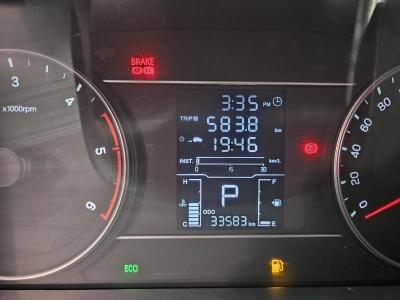 BRAKE
3:35 PM
TRIP B 583.8 km
19:46
INST. km/L
0 15 30
H F
P
ODO
C 33583 km E
3 4 5 6
x1000rpm
80
60
40
20
0
ECO